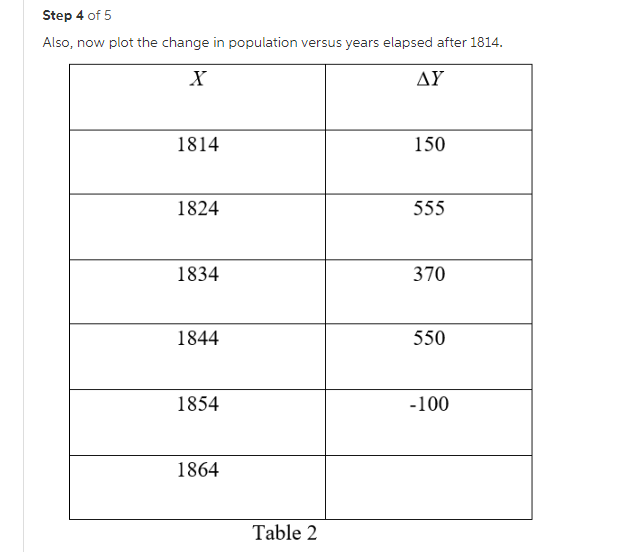 Step 4 of 5
Also, now plot the change in population versus years elapsed after 1814.
X ΔY
1814 150
1824 555
1834 370
1844 550
1854 -100
1864
Table 2